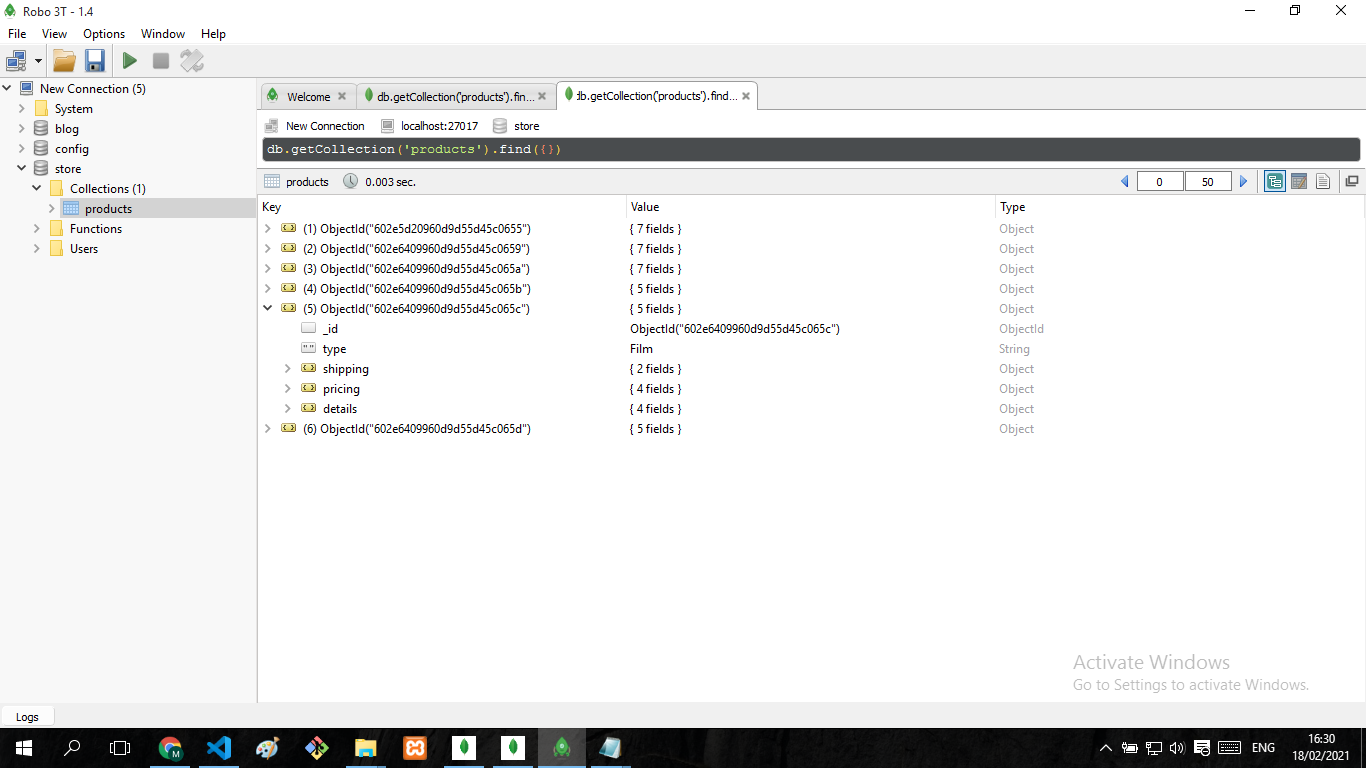 Robo 3T - 1.4
File View Options Window Help
New Connection (5)
System
blog
config
store
Collections (1)
products
Functions
Users
Welcome db.getCollection('products').fin... db.getCollection('products').find...
New Connection localhost:27017 store
db.getCollection('products').find({})
products 0.003 sec. 0 50
Key Value Type
(1) ObjectId("602e5d20960d9d55d45c0655") { 7 fields } Object
(2) ObjectId("602e6409960d9d55d45c0659") { 7 fields } Object
(3) ObjectId("602e6409960d9d55d45c065a") { 7 fields } Object
(4) ObjectId("602e6409960d9d55d45c065b") { 5 fields } Object
(5) ObjectId("602e6409960d9d55d45c065c") { 5 fields } Object
_id ObjectId("602e6409960d9d55d45c065c") ObjectId
type Film String
shipping { 2 fields } Object
pricing { 4 fields } Object
details { 4 fields } Object
(6) ObjectId("602e6409960d9d55d45c065d") { 5 fields } Object
Activate Windows
Go to Settings to activate Windows.
Logs
M
ENG
16:30
18/02/2021